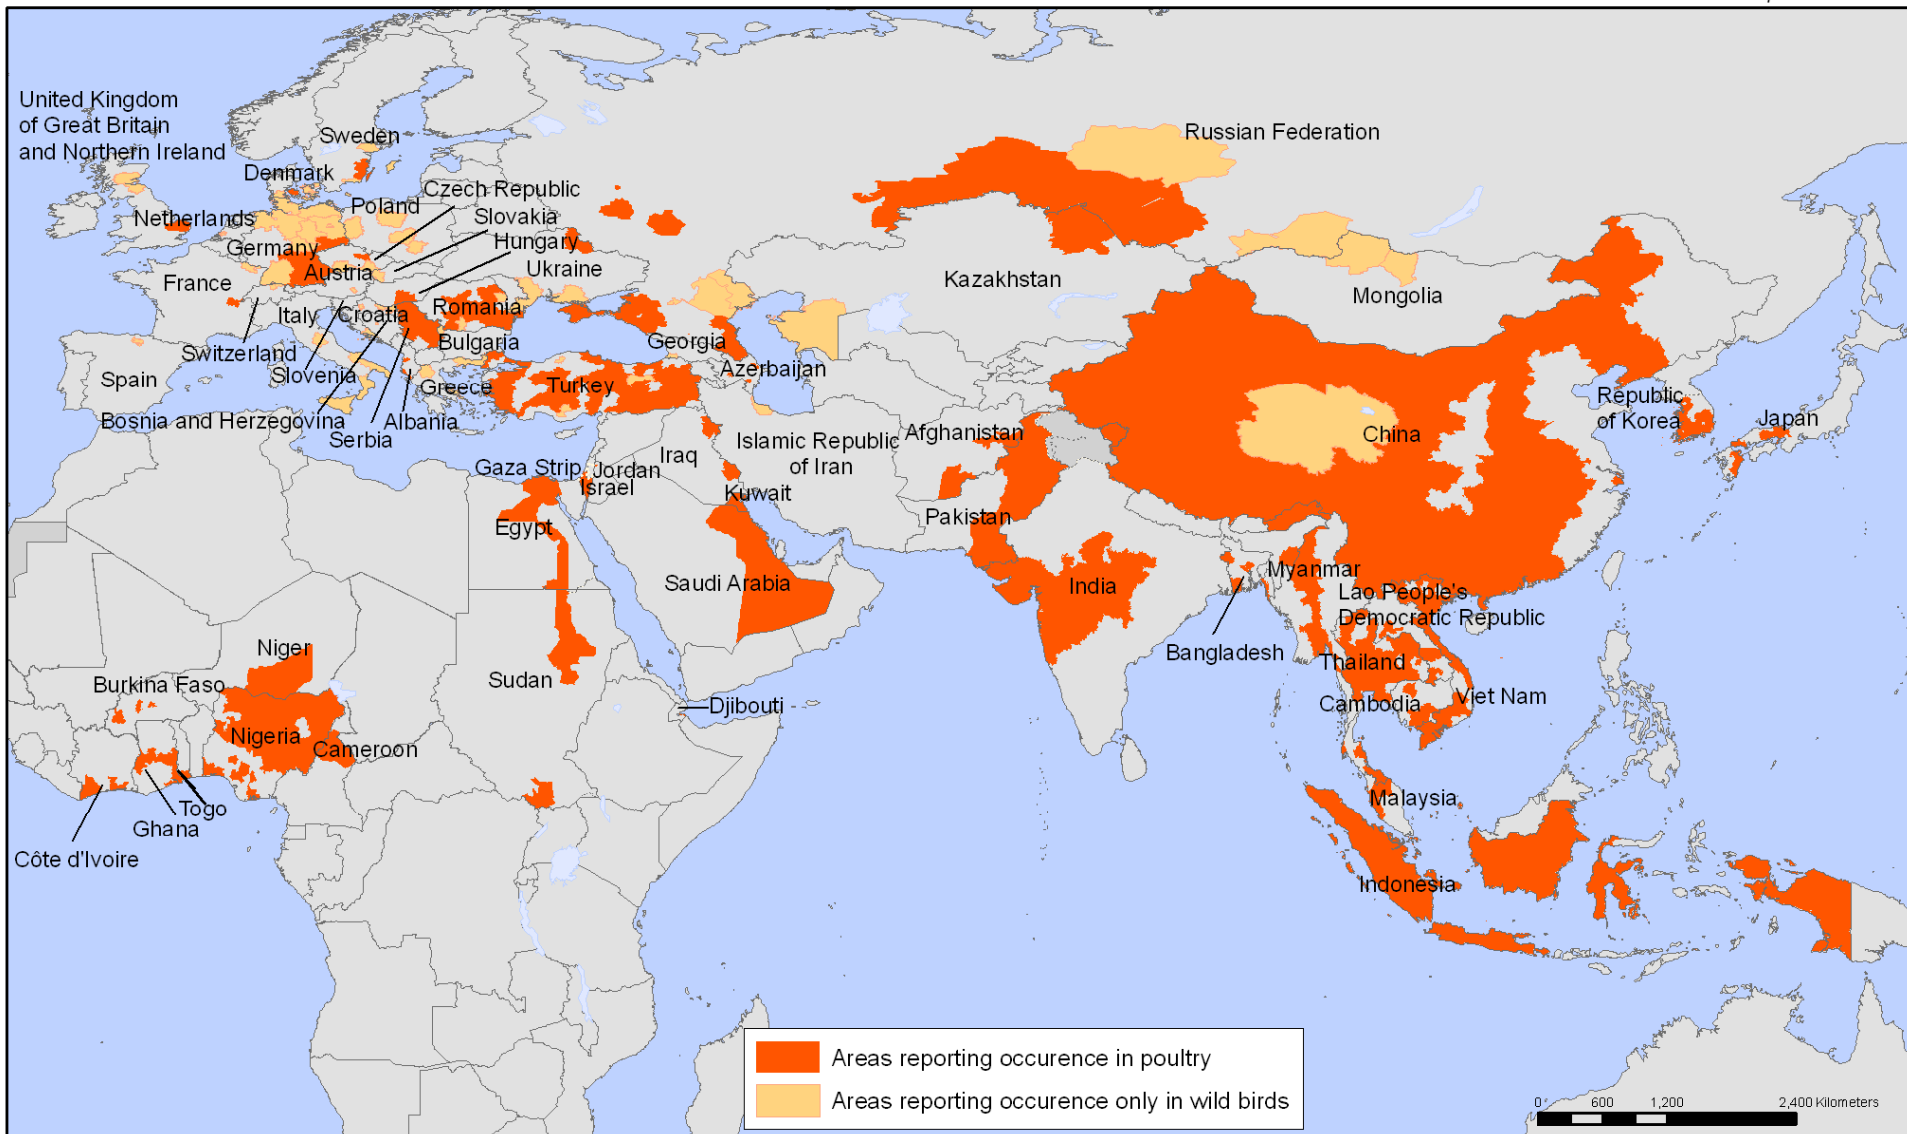 United Kingdom
of Great Britain
and Northern Ireland
Sweden
Russian Federation
Denmark
Czech Republic
Netherlands
Poland
Slovakia
Germany
Hungary
Austria
Ukraine
France
Kazakhstan
Mongolia
Romania
Italy
Croatia
Bulgaria
Georgia
Switzerland
Slovenia
Azerbaijan
Spain
Greece
Turkey
Bosnia and Herzegovina
Albania
Serbia
Republic
of Korea
Japan
China
Afghanistan
Islamic Republic
of Iran
Iraq
Gaza Strip
Jordan
Israel
Kuwait
Pakistan
Egypt
Saudi Arabia
India
Myanmar
Lao People's
Democratic Republic
Bangladesh
Thailand
Niger
Sudan
Burkina Faso
Viet Nam
Cambodia
Djibouti
Nigeria
Cameroon
Malaysia
Togo
Ghana
Côte d'Ivoire
Indonesia
Areas reporting occurence in poultry
Areas reporting occurence only in wild birds
0 600 1,200 2,400 Kilometers